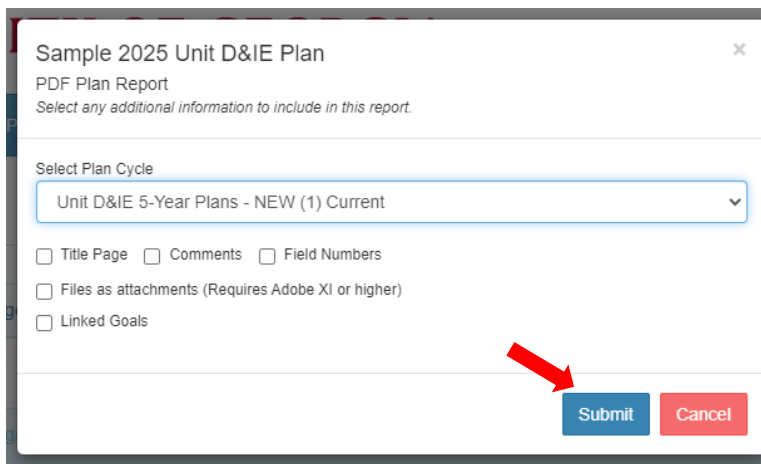 Sample 2025 Unit D&IE Plan
×
PDF Plan Report
Select any additional information to include in this report.
Select Plan Cycle
Unit D&IE 5-Year Plans - NEW (1) Current
Title Page Comments Field Numbers
Files as attachments (Requires Adobe XI or higher)
Linked Goals
Submit Cancel